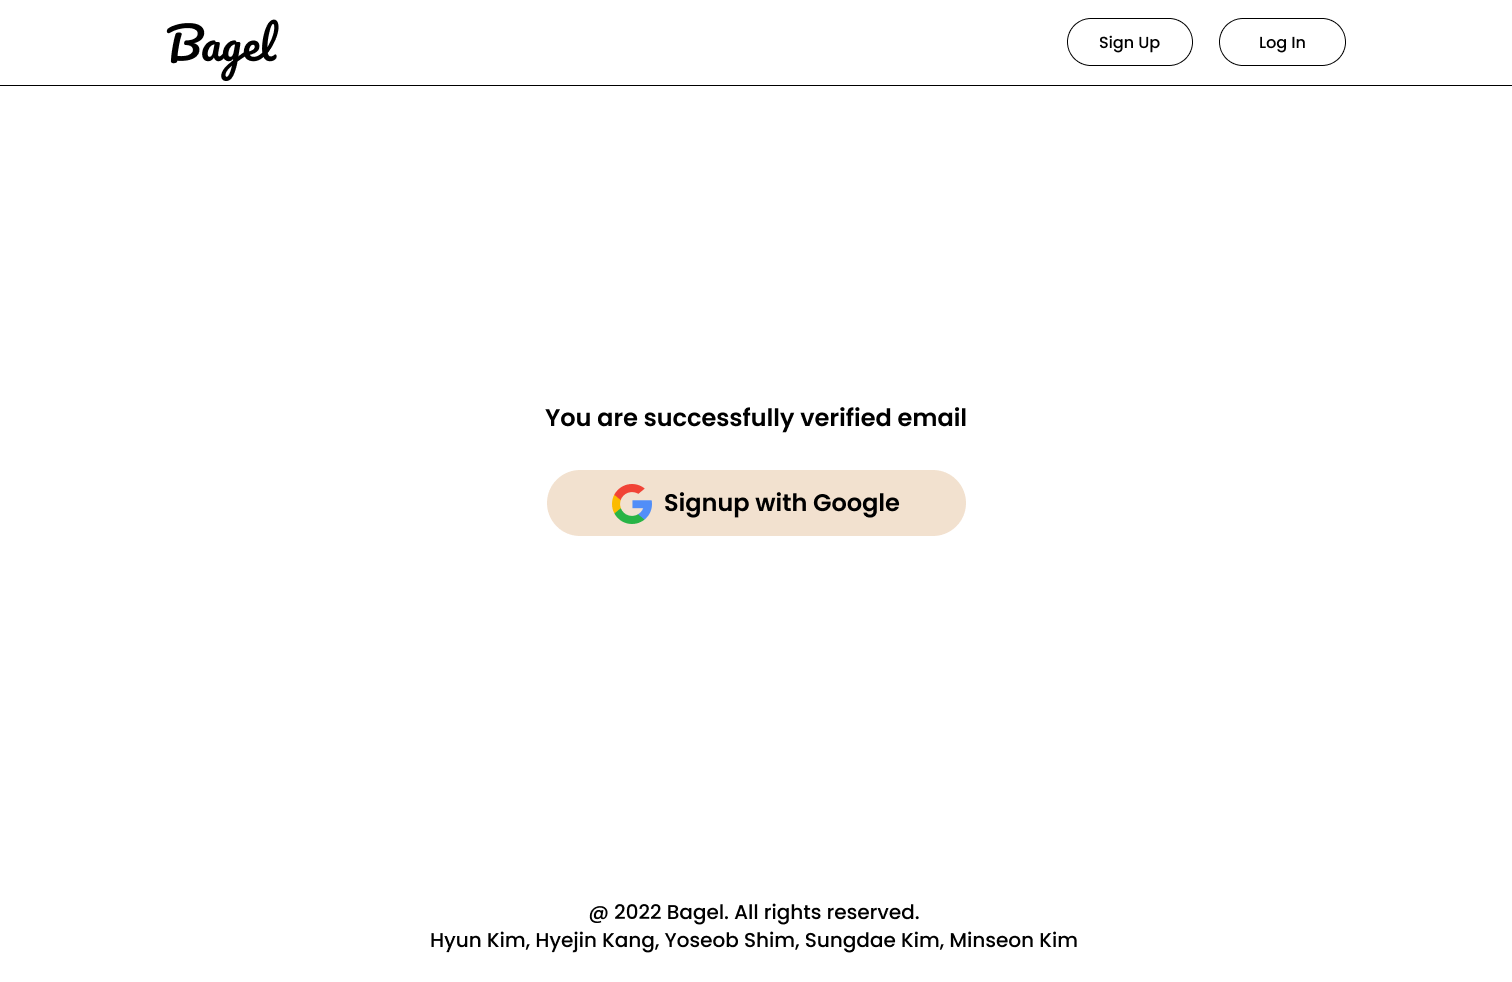 Bagel
Sign Up
Log In
You are successfully verified email
Signup with Google
@ 2022 Bagel. All rights reserved.
Hyun Kim, Hyejin Kang, Yoseob Shim, Sungdae Kim, Minseon Kim